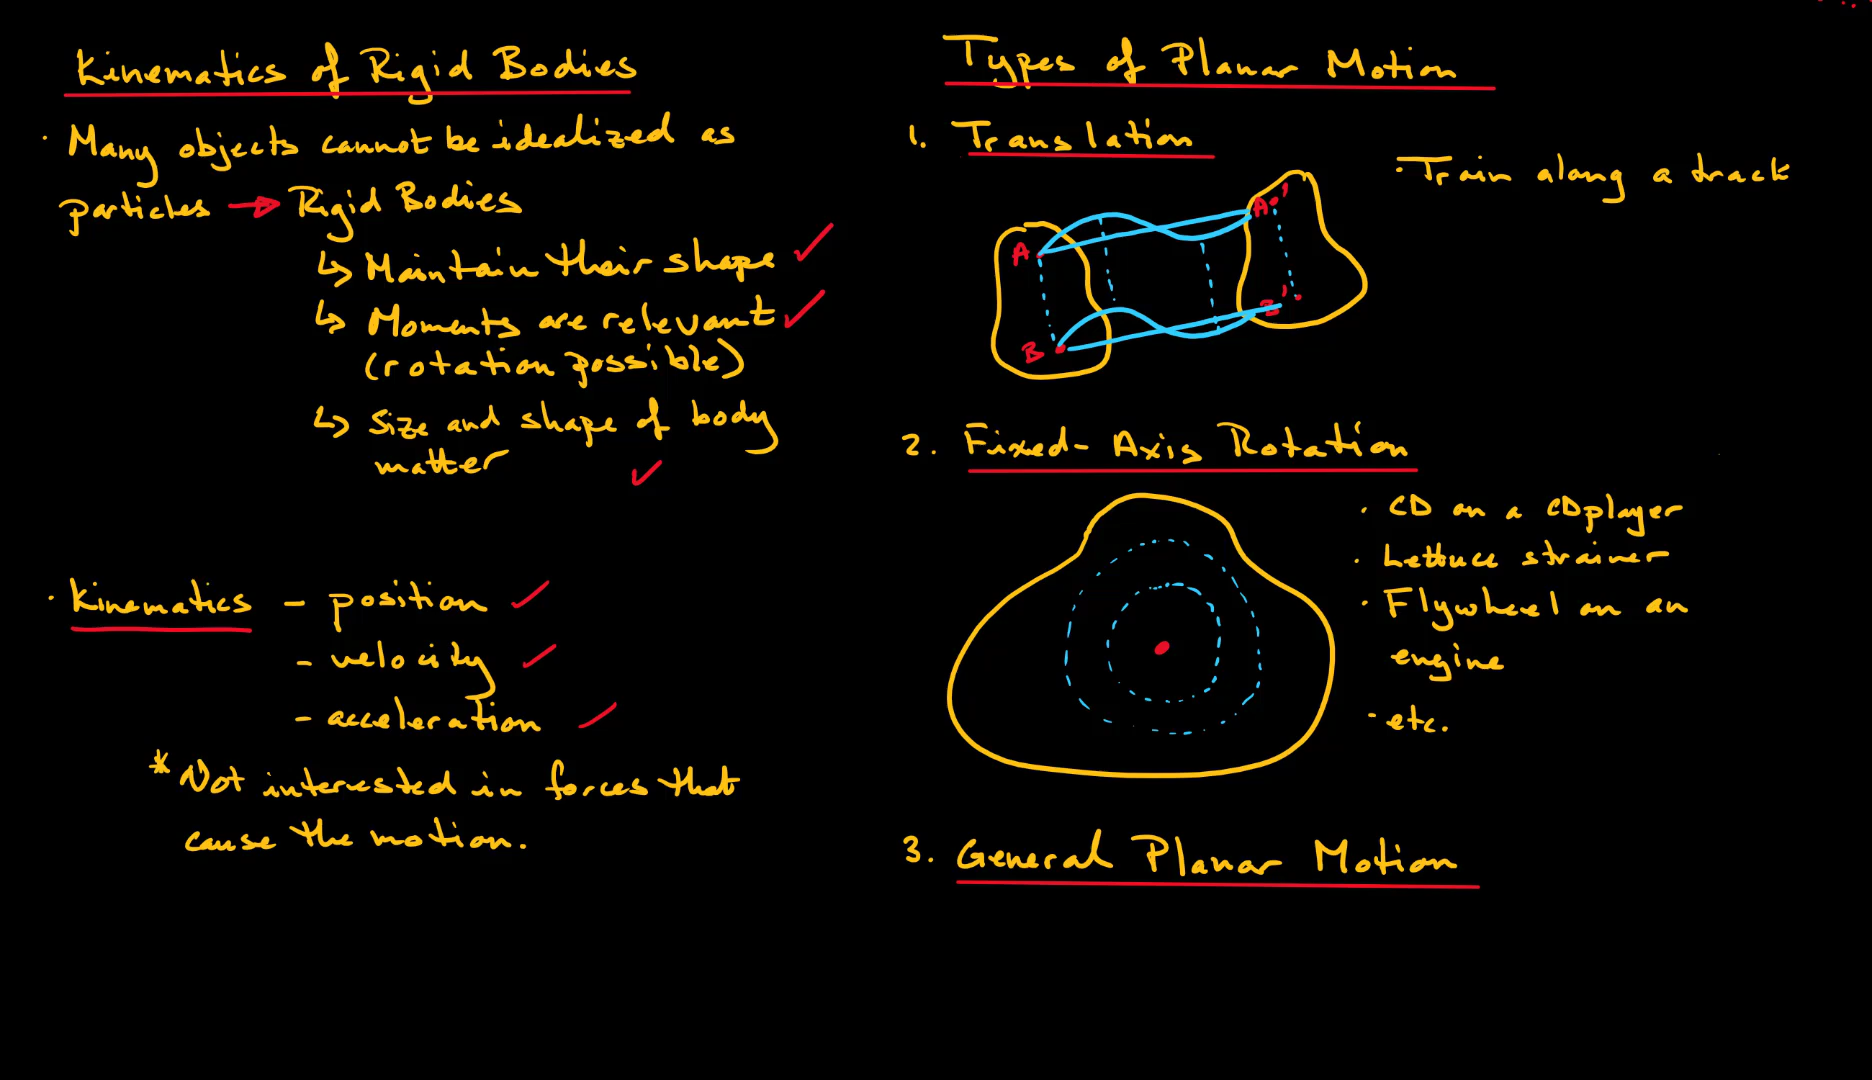 Kinematics of Rigid Bodies
· Many objects cannot be idealized as
particles → Rigid Bodies
↳ Maintain their shape ✓
↳ Moments are relevant ✓
(rotation possible)
↳ Size and shape of body
matter ✓
· Kinematics - position ✓
- velocity ✓
- acceleration ✓
* Not interested in forces that
cause the motion.
Types of Planar Motion
1. Translation
· Train along a track
A A'
B B'
2. Fixed-Axis Rotation
· CD on a CD player
· Lettuce strainer
· Flywheel on an
engine
· etc.
3. General Planar Motion